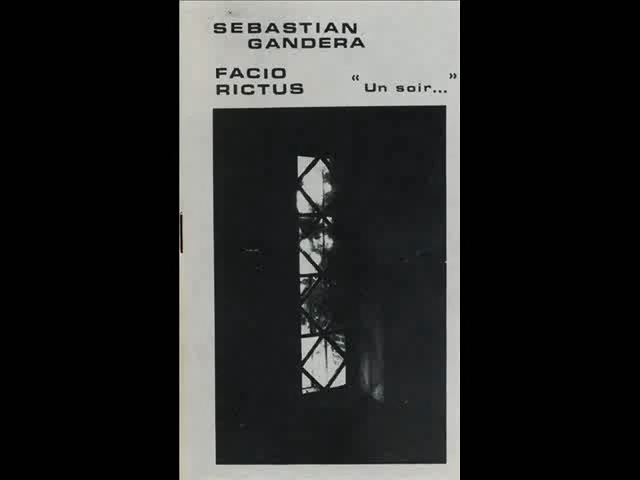 SEBASTIAN
GANDERA
FACIO
RICTUS
« Un soir... »